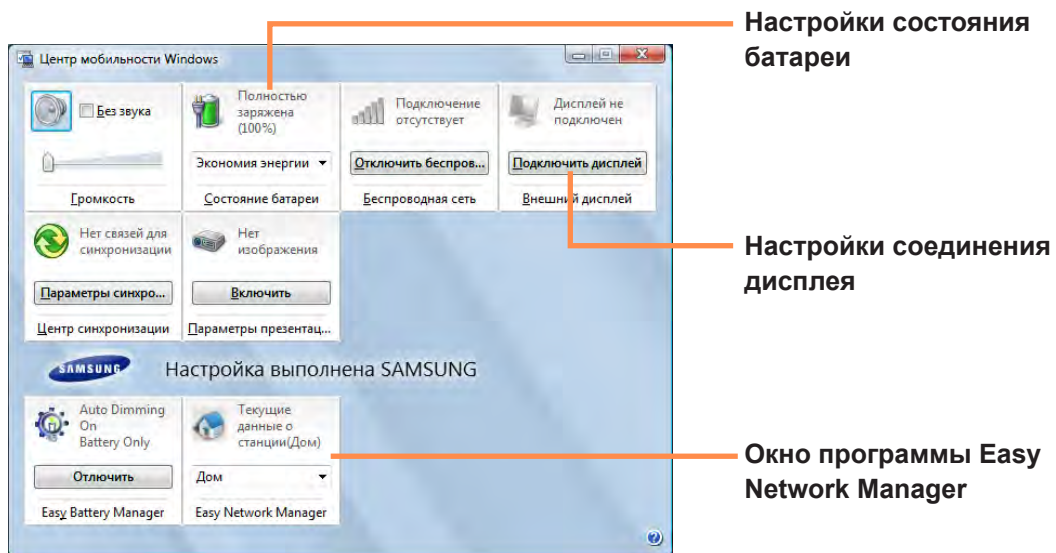 Настройки состояния
батареи
Центр мобильности Windows
Без звука
Громкость
Полностью
заряжена
(100%)
Экономия энергии
Состояние батареи
Подключение
отсутствует
Отключить беспров...
Беспроводная сеть
Дисплей не
подключен
Подключить дисплей
Внешний дисплей
Настройки соединения
дисплея
Нет связей для
синхронизации
Параметры синхро...
Центр синхронизации
Нет
изображения
Включить
Параметры презентац...
SAMSUNG
Настройка выполнена SAMSUNG
Auto Dimming
On
Battery Only
Отлючить
Easy Battery Manager
Текущие
данные о
станции(Дом)
Дом
Easy Network Manager
Окно программы Easy
Network Manager